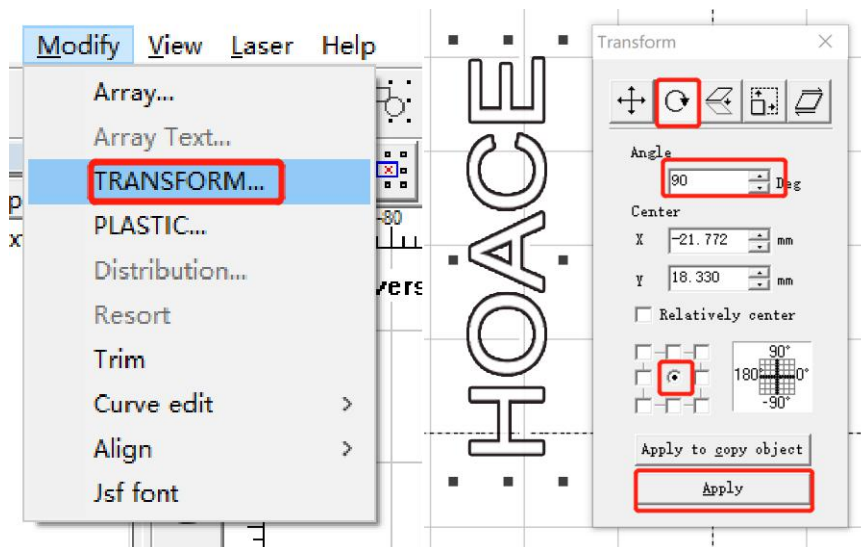 Modify View Laser Help
Array...
Array Text...
TRANSFORM...
PLASTIC...
Distribution...
Resort
Trim
Curve edit >
Align >
Jsf font
p
x
-80
vers
HOACE
Transform
Angle
90 Deg
Center
X -21.772 mm
Y 18.330 mm
Relatively center
90°
180° 0°
-90°
Apply to copy object
Apply